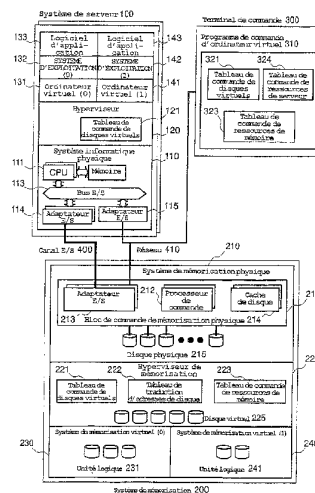 Système de serveur 100
133
Logiciel d'application
Logiciel d'application
143
132
SYSTÈME D'EXPLOITATION (0)
SYSTÈME D'EXPLOITATION (2)
142
131
Ordinateur virtuel (0)
Ordinateur virtuel (1)
141
Hyperviseur
Tableau de commande
121
120
Système informatique physique
110
111
CPU
Mémoire
113
Bus E/S
114
Adaptateur E/S
Adaptateur E/S
115
Terminal de commande 300
Programme de commande d'ordinateur virtuel 310
321
Tableau de commande de disques virtuels
324
Tableau de commande de ressources de serveur
323
Tableau de commande de ressources de mémoire
Canal E/S 400
Réseau 410
210
Système de mémorisation physique
Adaptateur E/S
212
Processeur de commande
Cache de disque
213
Bloc de commande de mémorisation physique
214
Disque physique 215
Hyperviseur de mémorisation
221
Tableau de commande de disques virtuels
222
Tableau de traduction d'adresses de disque
223
Tableau de commande de ressources de mémoire
Disque virtuel 225
230
Système de mémorisation virtuel (0)
Système de mémorisation virtuel (1)
240
Unité logique 231
Unité logique 241
Système de mémorisation 200